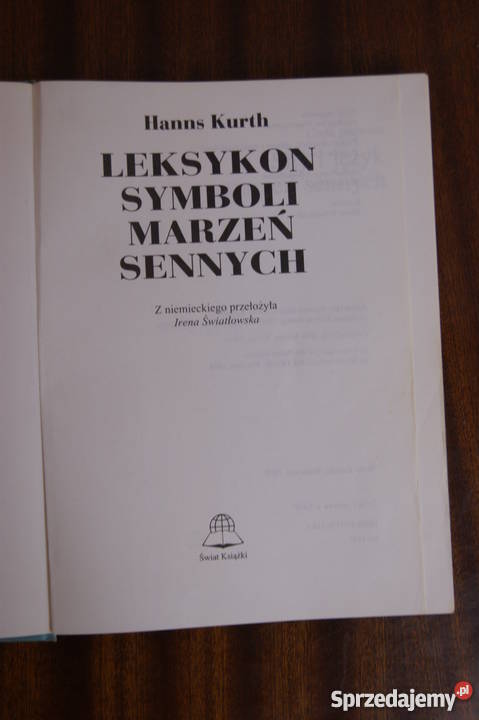 Hanns Kurth
LEKSYKON
SYMBOLI
MARZEŃ
SENNYCH
Z niemieckiego przełożyła
Irena Światłowska
Świat Książki
Sprzedajemy.pl